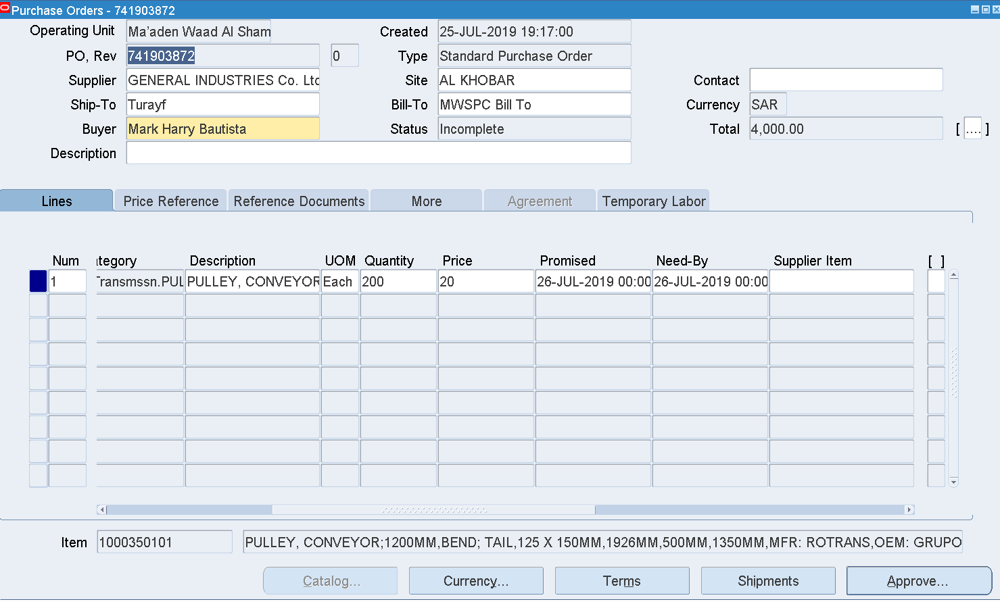 Purchase Orders - 741903872
Operating Unit Ma'aden Waad Al Sham Created 25-JUL-2019 19:17:00
PO, Rev 741903872 0 Type Standard Purchase Order
Supplier GENERAL INDUSTRIES Co. Ltd Site AL KHOBAR Contact
Ship-To Turayf Bill-To MWSPC Bill To Currency SAR
Buyer Mark Harry Bautista Status Incomplete Total 4,000.00 [ .... ]
Description
Lines Price Reference Reference Documents More Agreement Temporary Labor
Num tegory Description UOM Quantity Price Promised Need-By Supplier Item [ ]
1 Transmssn.PUL PULLEY, CONVEYOR Each 200 20 26-JUL-2019 00:00 26-JUL-2019 00:00
Item 1000350101 PULLEY, CONVEYOR;1200MM,BEND; TAIL,125 X 150MM,1926MM,500MM,1350MM,MFR: ROTRANS,OEM: GRUPO
Catalog... Currency... Terms Shipments Approve...